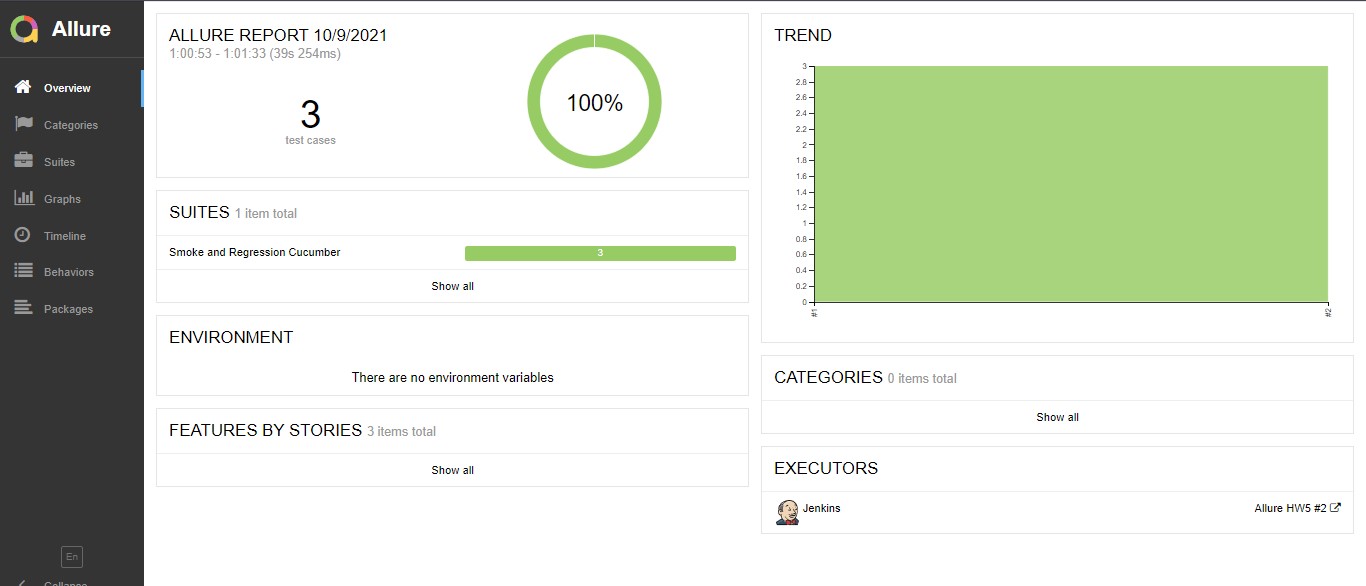 Allure
Overview
Categories
Suites
Graphs
Timeline
Behaviors
Packages
En
Collapse
ALLURE REPORT 10/9/2021
1:00:53 - 1:01:33 (39s 254ms)
3
test cases
100%
SUITES 1 item total
Smoke and Regression Cucumber 3
Show all
ENVIRONMENT
There are no environment variables
FEATURES BY STORIES 3 items total
Show all
TREND
3
2.8
2.6
2.4
2.2
2
1.8
1.6
1.4
1.2
1
0.8
0.6
0.4
0.2
0
#1 #2
CATEGORIES 0 items total
Show all
EXECUTORS
Jenkins Allure HW5 #2